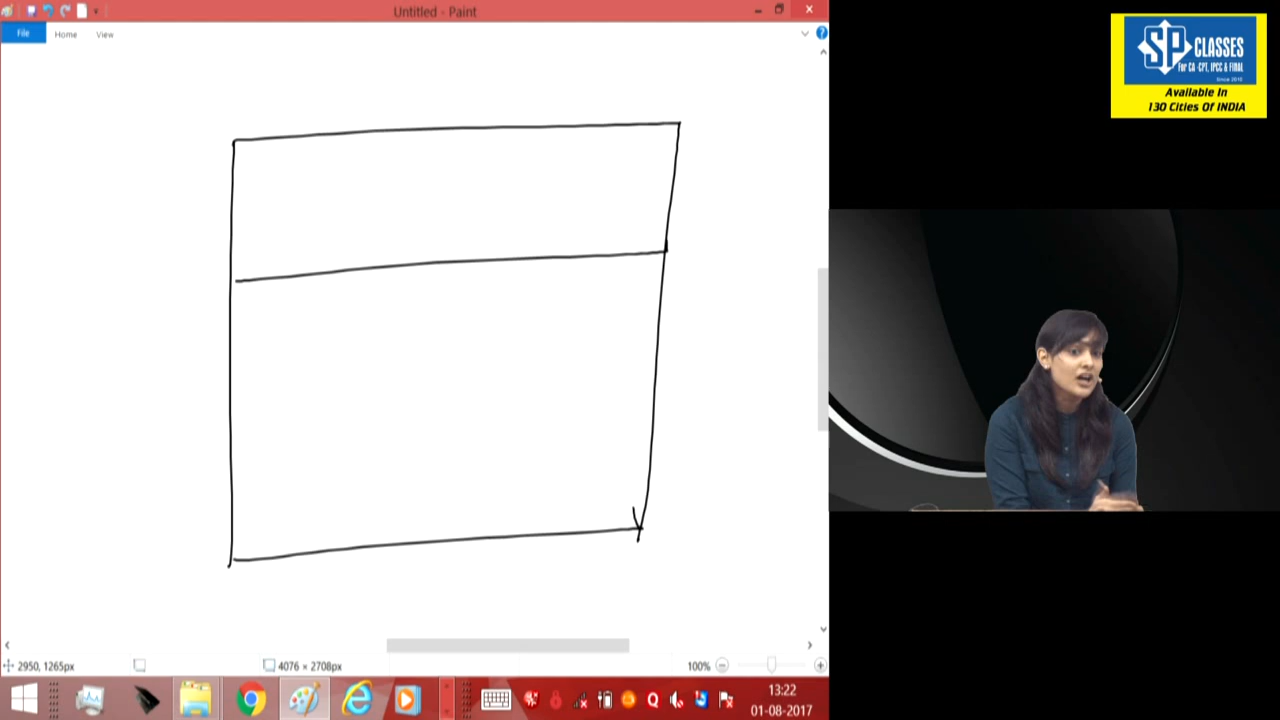 Untitled - Paint
File Home View
SP CLASSES
For CA -CPT, IPCC & FINAL
Since 2010
Available In
130 Cities Of INDIA
2950, 1265px
4076 × 2708px
100%
13:22
01-08-2017